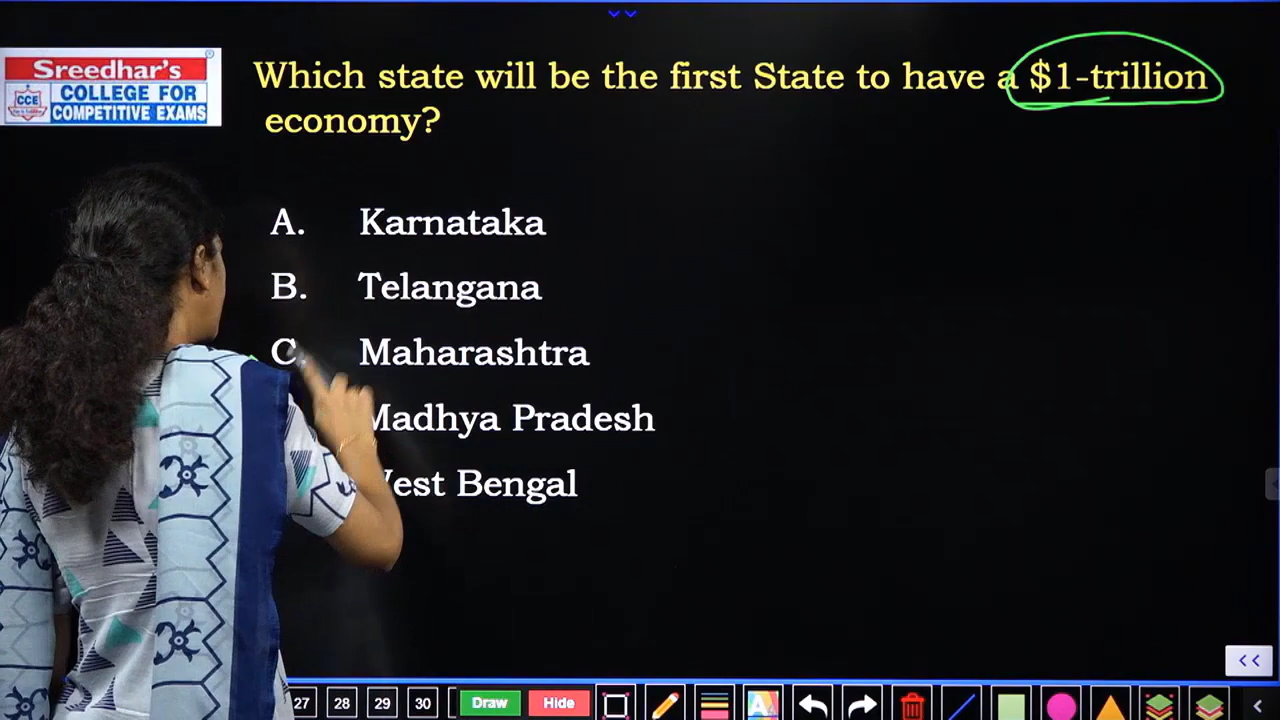 Sreedhar's
CCE
COLLEGE FOR
COMPETITIVE EXAMS
Which state will be the first State to have a $1-trillion
economy?
A. Karnataka
B. Telangana
C. Maharashtra
Madhya Pradesh
West Bengal
27 28 29 30 Draw Hide